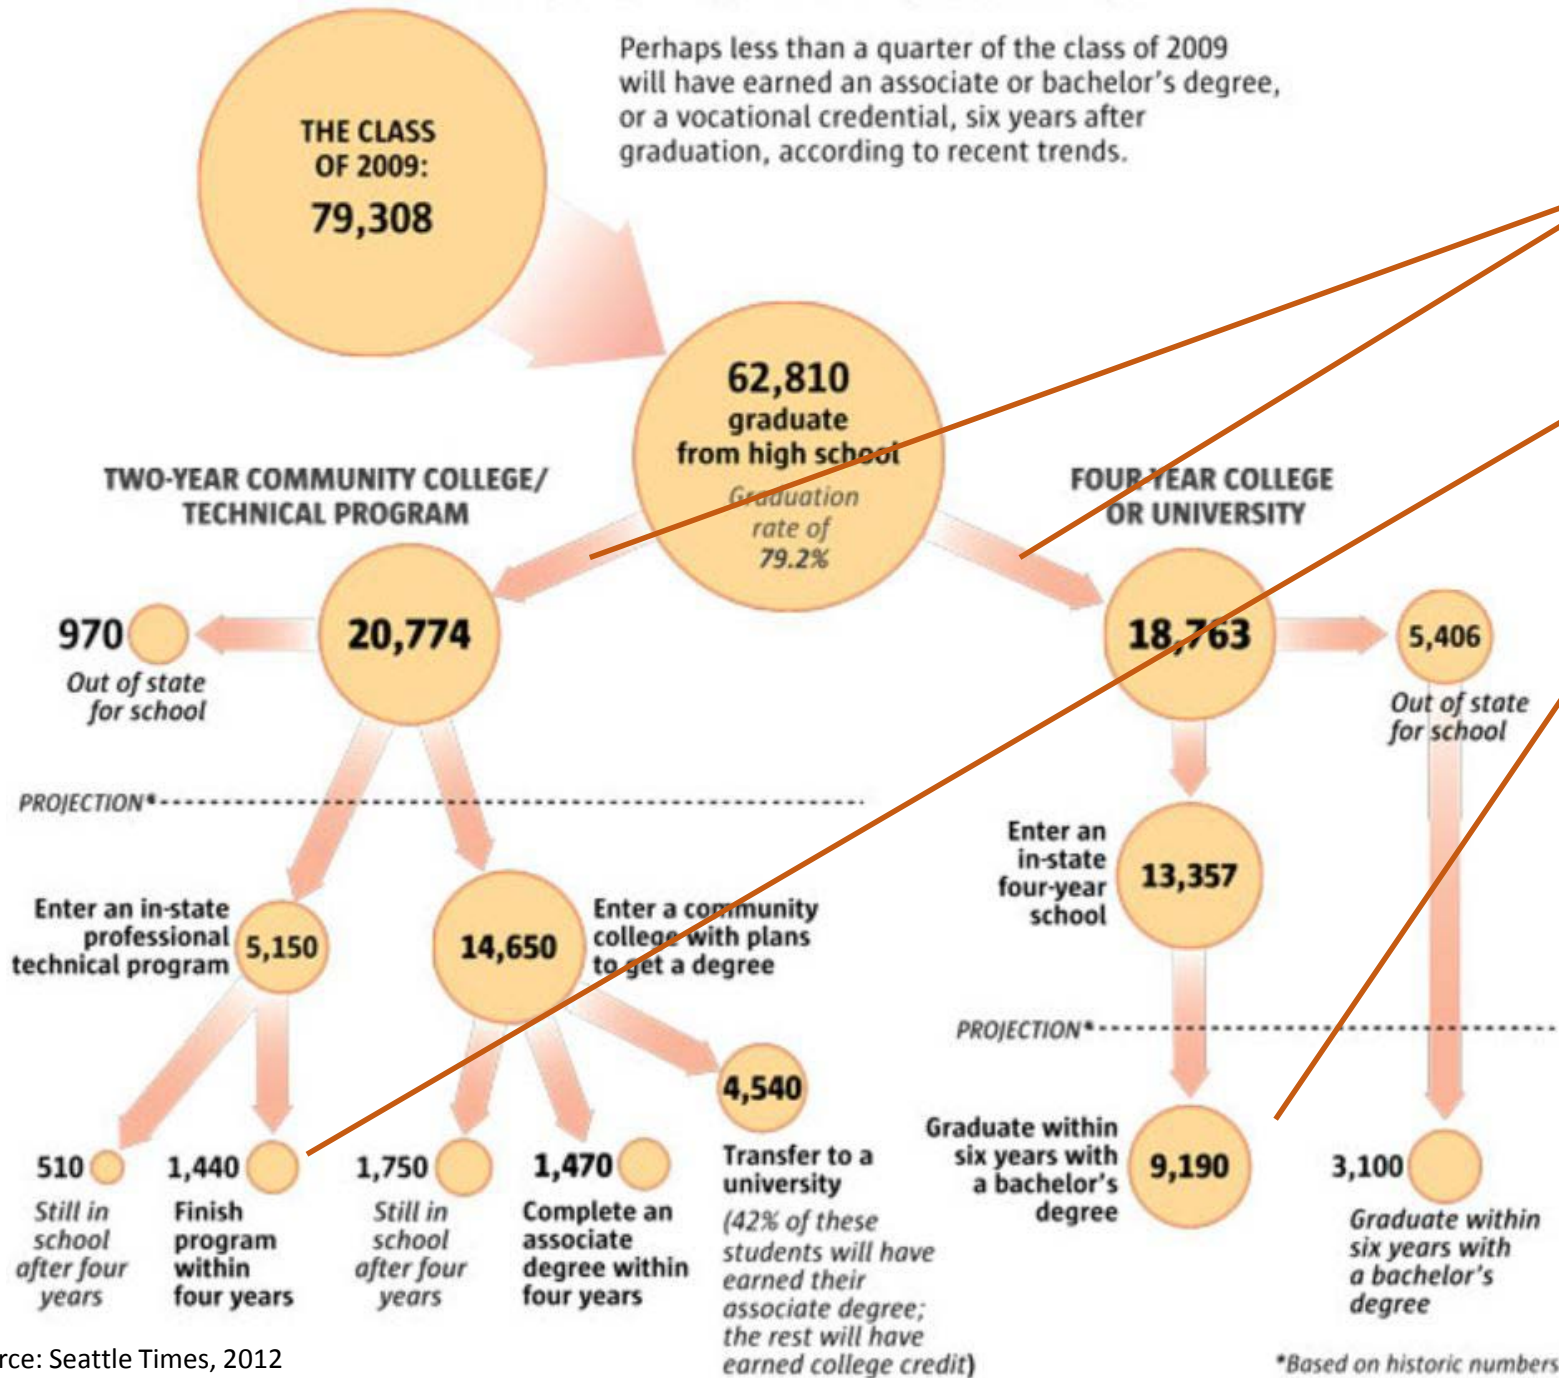 Perhaps less than a quarter of the class of 2009
will have earned an associate or bachelor's degree,
or a vocational credential, six years after
graduation, according to recent trends.
THE CLASS
OF 2009:
79,308
62,810
graduate
from high school
Graduation
rate of
79.2%
TWO-YEAR COMMUNITY COLLEGE/
TECHNICAL PROGRAM
FOUR-YEAR COLLEGE
OR UNIVERSITY
970
Out of state
for school
20,774
18,763
5,406
Out of state
for school
PROJECTION*
Enter an in-state
professional
technical program
5,150
14,650
Enter a community
college with plans
to get a degree
Enter an
in-state
four-year
school
13,357
PROJECTION*
510
Still in
school
after four
years
1,440
Finish
program
within
four years
1,750
Still in
school
after four
years
1,470
Complete an
associate
degree within
four years
4,540
Transfer to a
university
(42% of these
students will have
earned their
associate degree;
the rest will have
earned college credit)
Graduate within
six years with
a bachelor's
degree
9,190
3,100
Graduate within
six years with
a bachelor's
degree
rce: Seattle Times, 2012
*Based on historic numbers